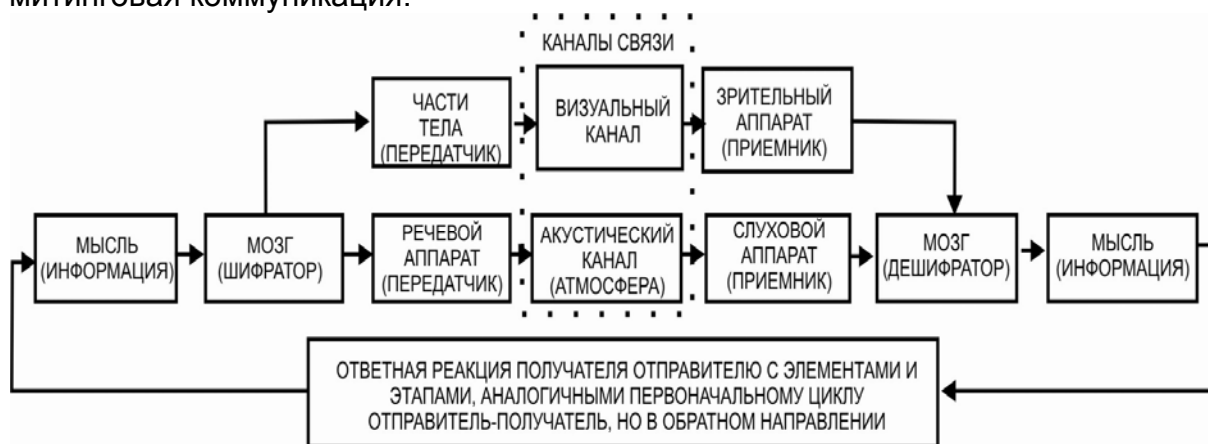 митинговая коммуникация.
КАНАЛЫ СВЯЗИ
ЧАСТИ
ТЕЛА
(ПЕРЕДАТЧИК)
ВИЗУАЛЬНЫЙ
КАНАЛ
ЗРИТЕЛЬНЫЙ
АППАРАТ
(ПРИЕМНИК)
МЫСЛЬ
(ИНФОРМАЦИЯ)
МОЗГ
(ШИФРАТОР)
РЕЧЕВОЙ
АППАРАТ
(ПЕРЕДАТЧИК)
АКУСТИЧЕСКИЙ
КАНАЛ
(АТМОСФЕРА)
СЛУХОВОЙ
АППАРАТ
(ПРИЕМНИК)
МОЗГ
(ДЕШИФРАТОР)
МЫСЛЬ
(ИНФОРМАЦИЯ)
ОТВЕТНАЯ РЕАКЦИЯ ПОЛУЧАТЕЛЯ ОТПРАВИТЕЛЮ С ЭЛЕМЕНТАМИ И
ЭТАПАМИ, АНАЛОГИЧНЫМИ ПЕРВОНАЧАЛЬНОМУ ЦИКЛУ
ОТПРАВИТЕЛЬ-ПОЛУЧАТЕЛЬ, НО В ОБРАТНОМ НАПРАВЛЕНИИ